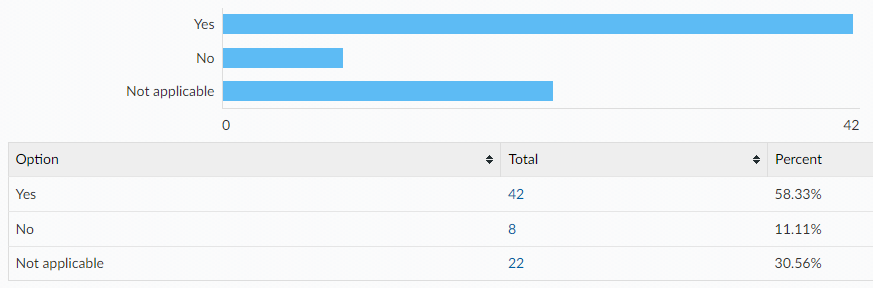 Yes
No
Not applicable
0 42
Option Total Percent
Yes 42 58.33%
No 8 11.11%
Not applicable 22 30.56%